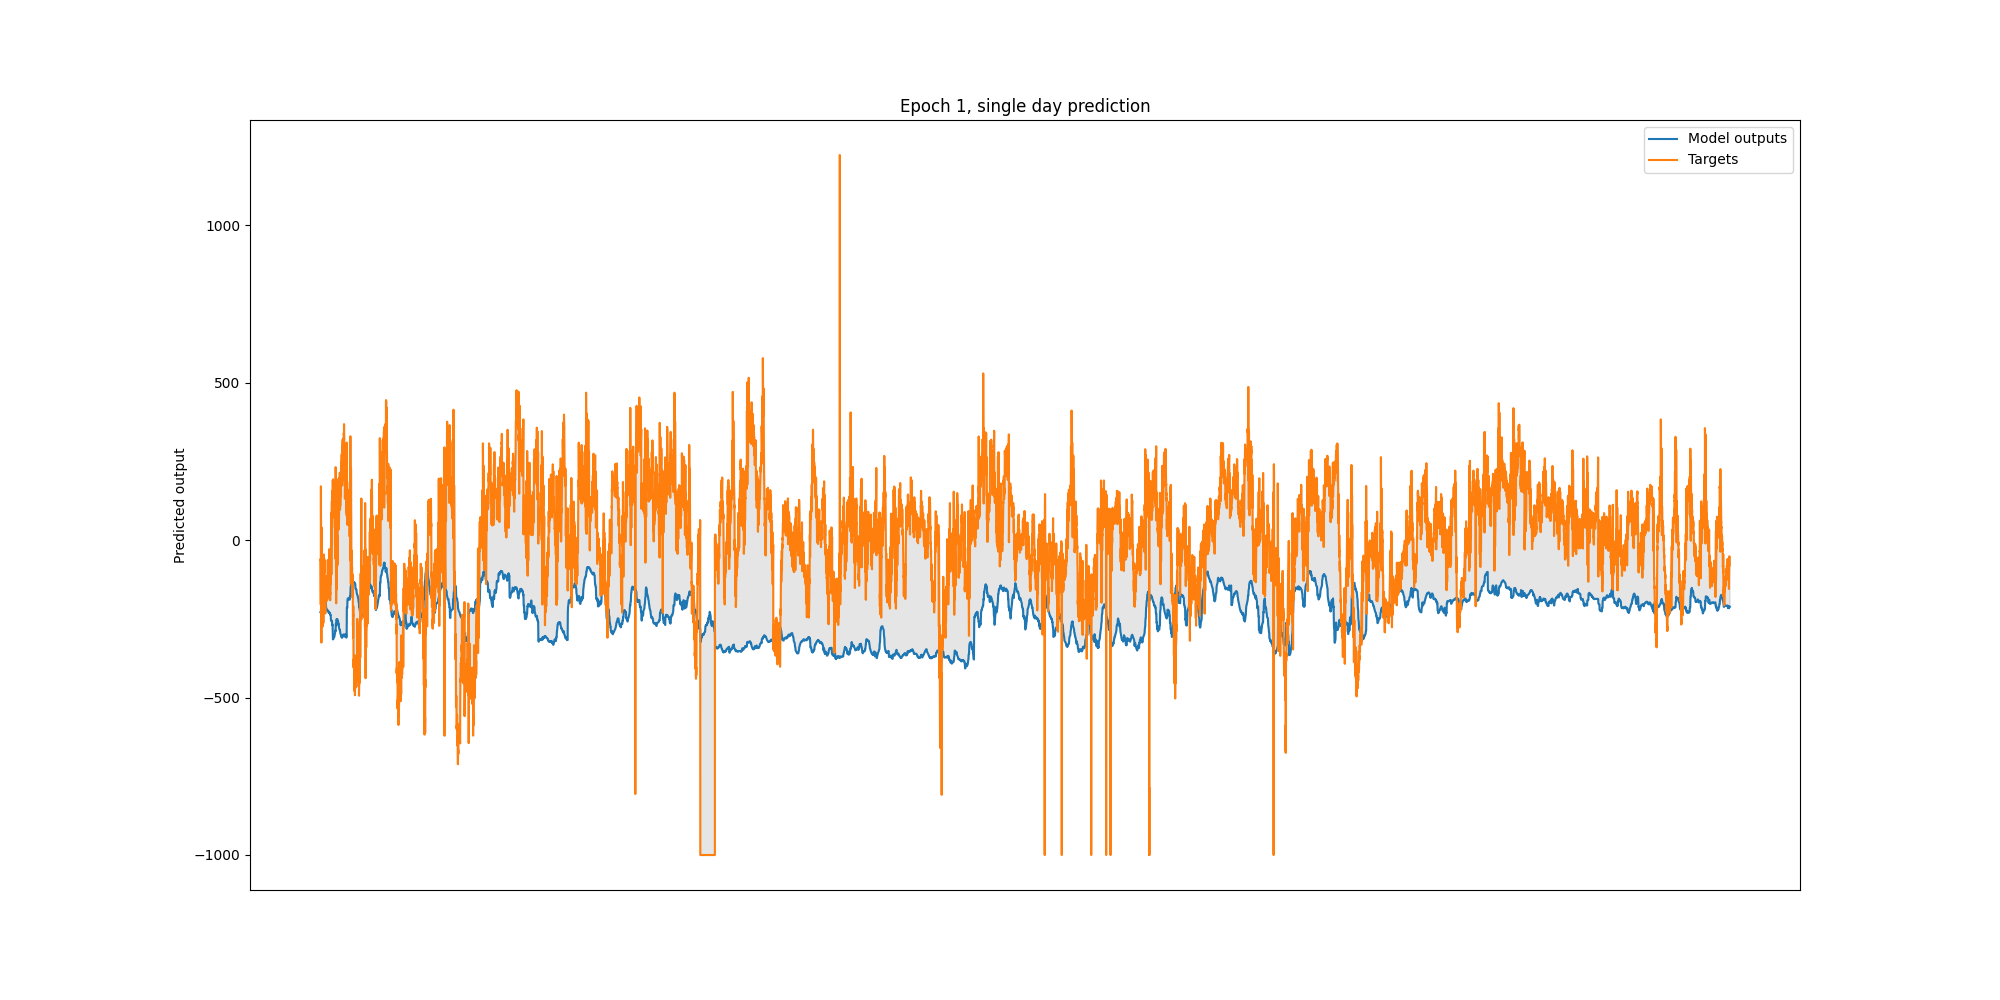 Epoch 1, single day prediction
Model outputs
Targets
1000
500
0
−500
−1000
Predicted output